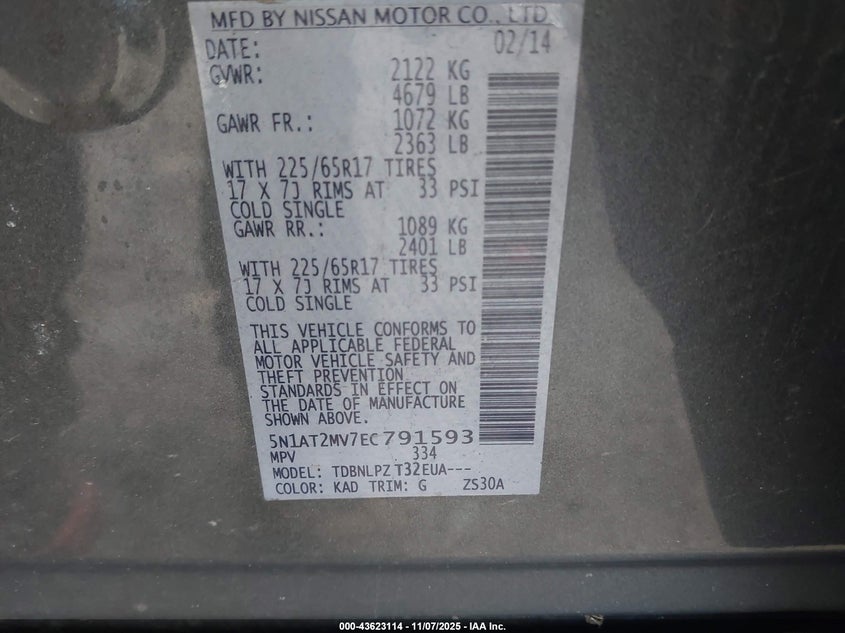 MFD BY NISSAN MOTOR CO., LTD
DATE: 02/14
GVWR: 2122 KG
4679 LB
GAWR FR.: 1072 KG
2363 LB
WITH 225/65R17 TIRES
17 X 7J RIMS AT 33 PSI
COLD SINGLE
GAWR RR.: 1089 KG
2401 LB
WITH 225/65R17 TIRES
17 X 7J RIMS AT 33 PSI
COLD SINGLE
THIS VEHICLE CONFORMS TO
ALL APPLICABLE FEDERAL
MOTOR VEHICLE SAFETY AND
THEFT PREVENTION
STANDARDS IN EFFECT ON
THE DATE OF MANUFACTURE
SHOWN ABOVE.
5N1AT2MV7EC791593
MPV 334
MODEL: TDBNLPZ T32EUA---
COLOR: KAD TRIM: G ZS30A
000-43623114 - 11/07/2025 - IAA Inc.